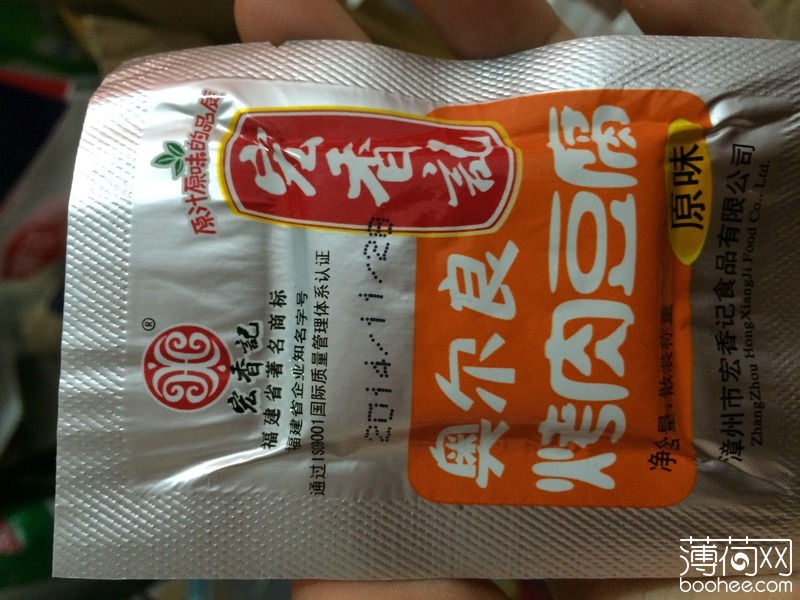 原汁原味的品质
宏香記
®
宏香記
福建省著名商标
福建省企业知名字号
通过ISO9001国际质量管理体系认证
2014/11/28
奥尔良
烤肉豆腐
原味
净含量:散装称重
漳州市宏香记食品有限公司
ZhangZhou HongXiangJi Food Co., Ltd.
薄荷网
boohee.com